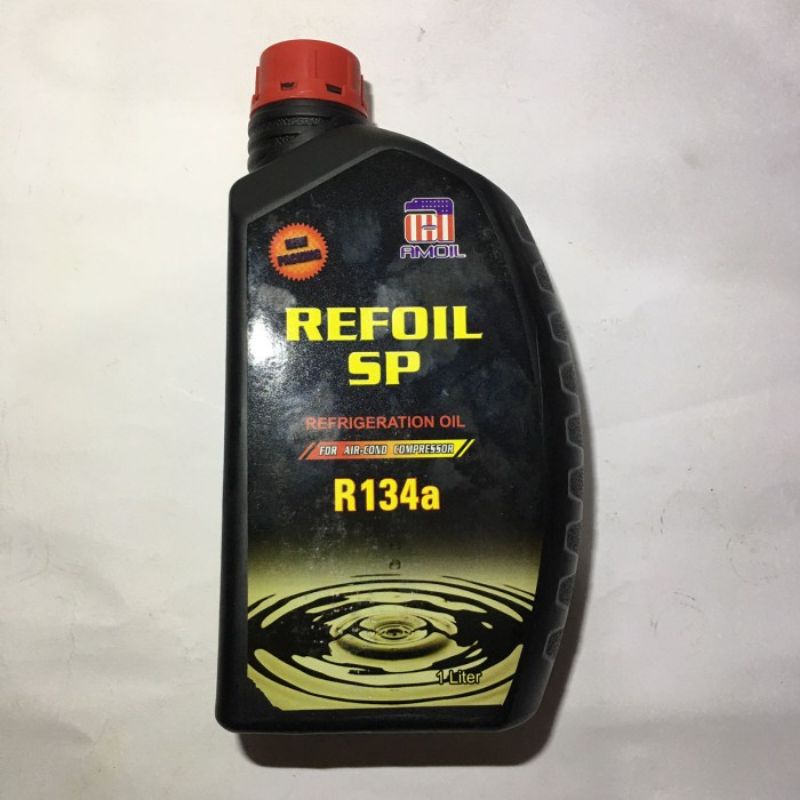 AMOIL
REFOIL
SP
REFRIGERATION OIL
FOR AIR-COND COMPRESSOR
R134a
1 Liter